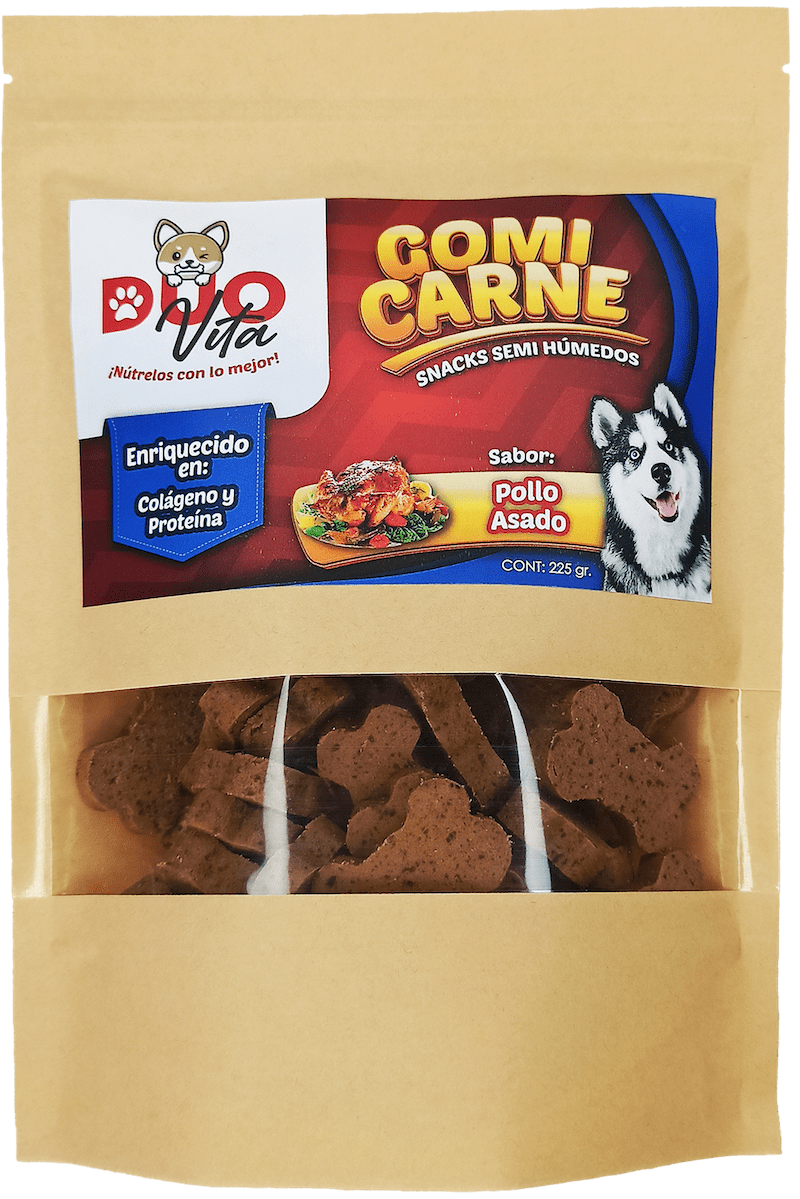 DUO
Vita
¡Nútrelos con lo mejor!
GOMI
CARNE
SNACKS SEMI HÚMEDOS
Enriquecido
en:
Colágeno y
Proteína
Sabor:
Pollo
Asado
CONT: 225 gr.